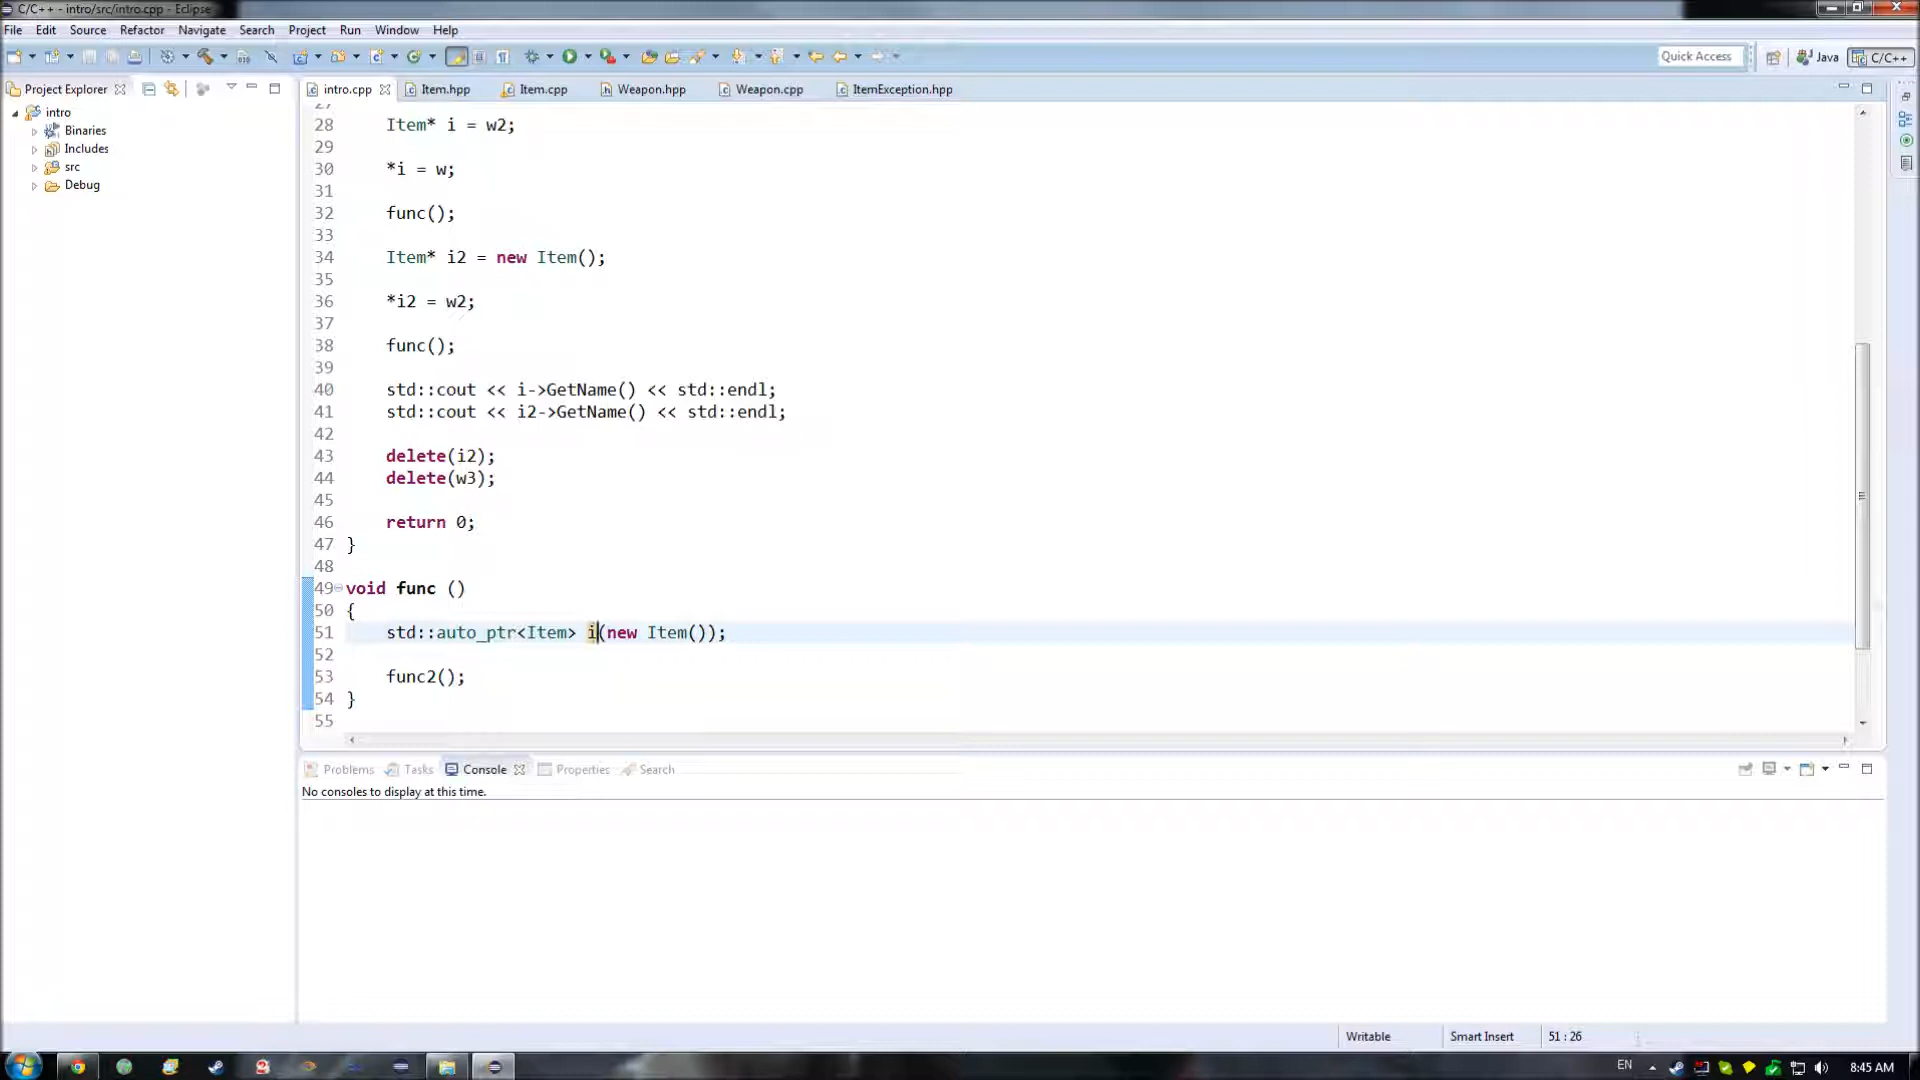 C/C++ - intro/src/intro.cpp - Eclipse
File Edit Source Refactor Navigate Search Project Run Window Help
Quick Access Java C/C++
Project Explorer
intro
Binaries
Includes
src
Debug
intro.cpp Item.hpp Item.cpp Weapon.hpp Weapon.cpp ItemException.hpp
27
28 Item* i = w2;
29
30 *i = w;
31
32 func();
33
34 Item* i2 = new Item();
35
36 *i2 = w2;
37
38 func();
39
40 std::cout << i->GetName() << std::endl;
41 std::cout << i2->GetName() << std::endl;
42
43 delete(i2);
44 delete(w3);
45
46 return 0;
47 }
48
49 void func ()
50 {
51 std::auto_ptr<Item> i(new Item());
52
53 func2();
54 }
55
Problems Tasks Console Properties Search
No consoles to display at this time.
Writable Smart Insert 51 : 26
EN 8:45 AM